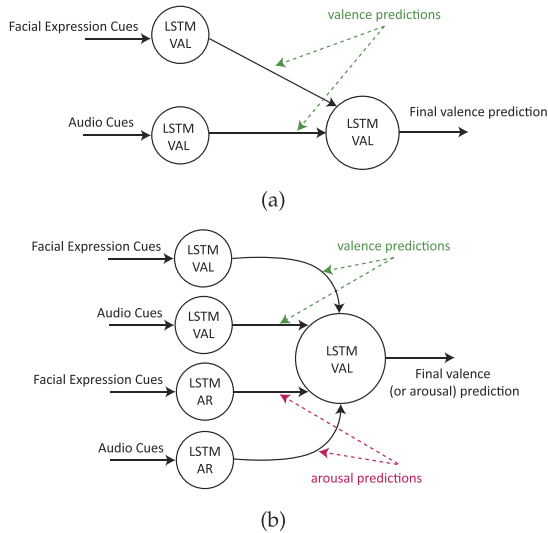 valence predictions
Facial Expression Cues
LSTM
VAL
Audio Cues
LSTM
VAL
LSTM
VAL
Final valence prediction
(a)
Facial Expression Cues
LSTM
VAL
valence predictions
Audio Cues
LSTM
VAL
LSTM
VAL
Final valence
(or arousal) prediction
Facial Expression Cues
LSTM
AR
Audio Cues
LSTM
AR
arousal predictions
(b)